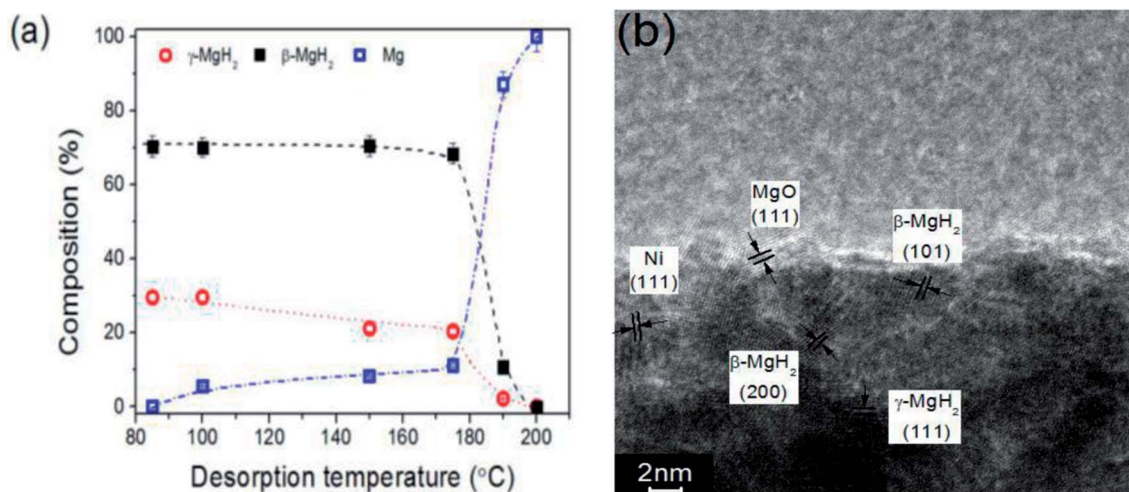 (a)
γ-MgH₂ β-MgH₂ Mg
Composition (%)
100
80
60
40
20
0
80 100 120 140 160 180 200
Desorption temperature (°C)
(b)
MgO
(111)
β-MgH₂
(101)
Ni
(111)
β-MgH₂
(200)
γ-MgH₂
(111)
2nm